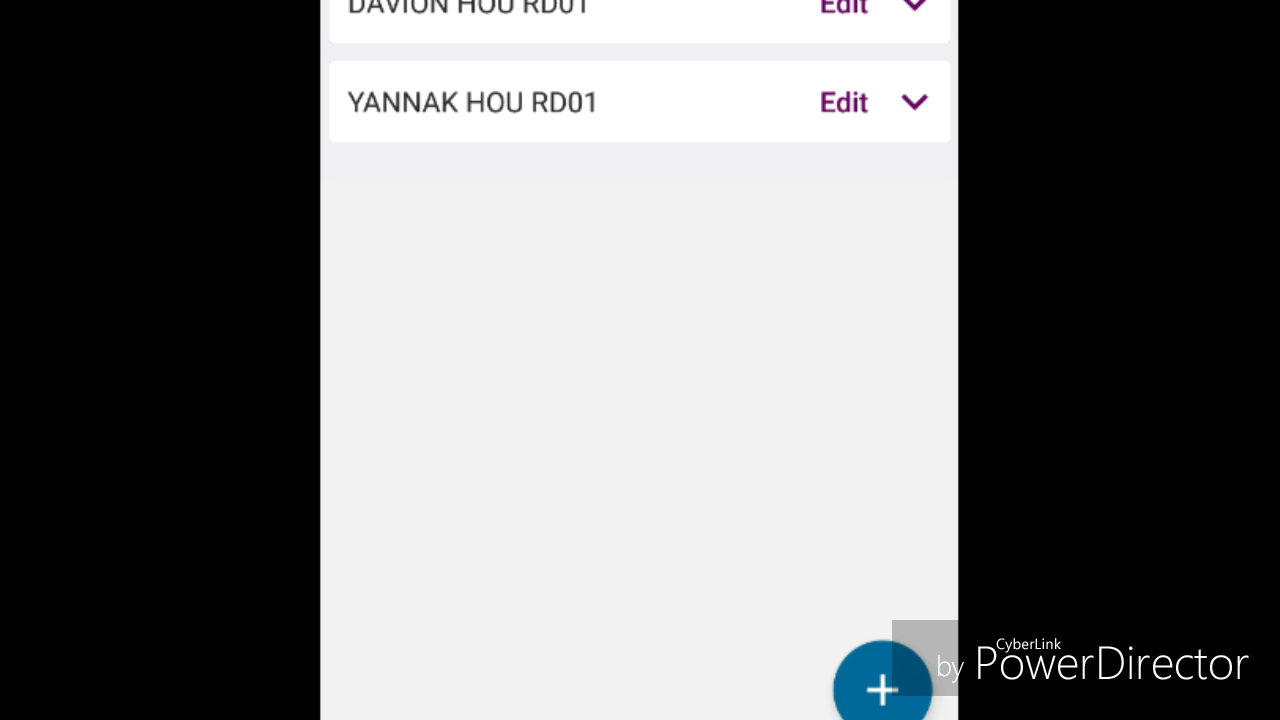 DAVION HOU RD01 Edit
YANNAK HOU RD01 Edit
CyberLink
by PowerDirector